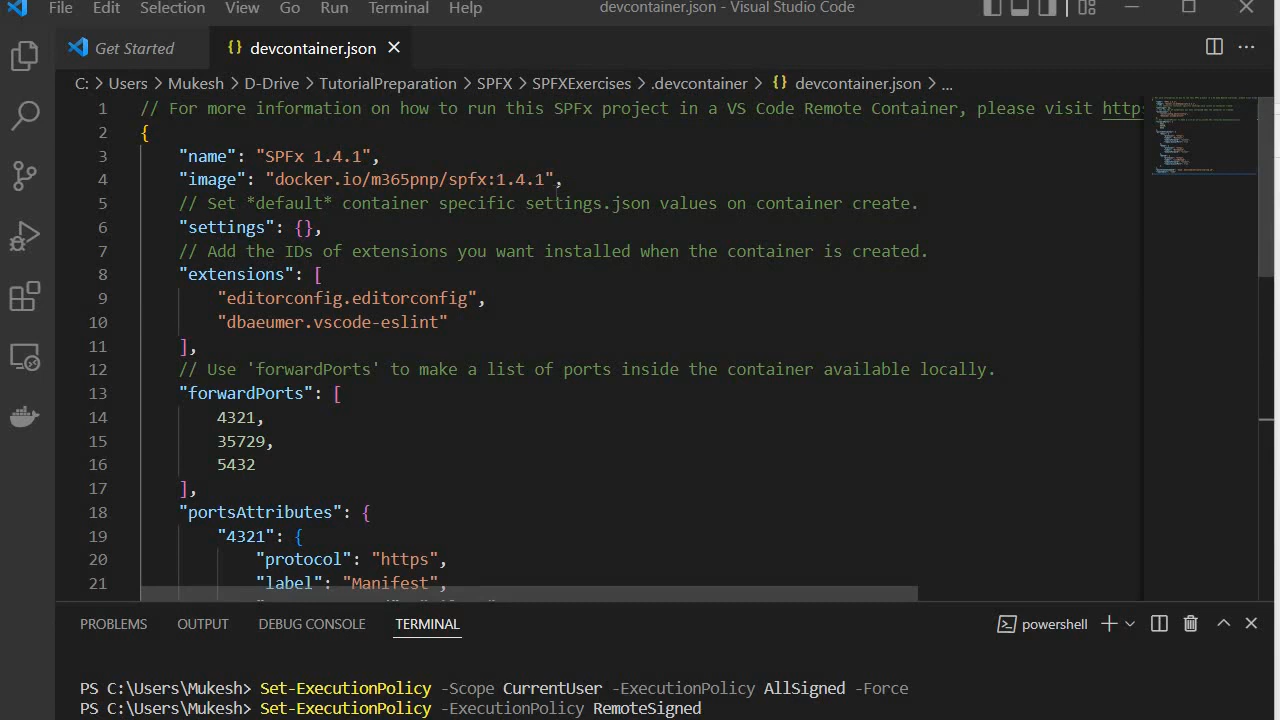 File Edit Selection View Go Run Terminal Help devcontainer.json - Visual Studio Code
Get Started devcontainer.json
C: > Users > Mukesh > D-Drive > TutorialPreparation > SPFX > SPFXExercises > .devcontainer > {} devcontainer.json > ...
1 // For more information on how to run this SPFx project in a VS Code Remote Container, please visit http
2 {
3 "name": "SPFx 1.4.1",
4 "image": "docker.io/m365pnp/spfx:1.4.1",
5 // Set *default* container specific settings.json values on container create.
6 "settings": {},
7 // Add the IDs of extensions you want installed when the container is created.
8 "extensions": [
9 "editorconfig.editorconfig",
10 "dbaeumer.vscode-eslint"
11 ],
12 // Use 'forwardPorts' to make a list of ports inside the container available locally.
13 "forwardPorts": [
14 4321,
15 35729,
16 5432
17 ],
18 "portsAttributes": {
19 "4321": {
20 "protocol": "https",
21 "label": "Manifest",
PROBLEMS OUTPUT DEBUG CONSOLE TERMINAL powershell
PS C:\Users\Mukesh> Set-ExecutionPolicy -Scope CurrentUser -ExecutionPolicy AllSigned -Force
PS C:\Users\Mukesh> Set-ExecutionPolicy -ExecutionPolicy RemoteSigned